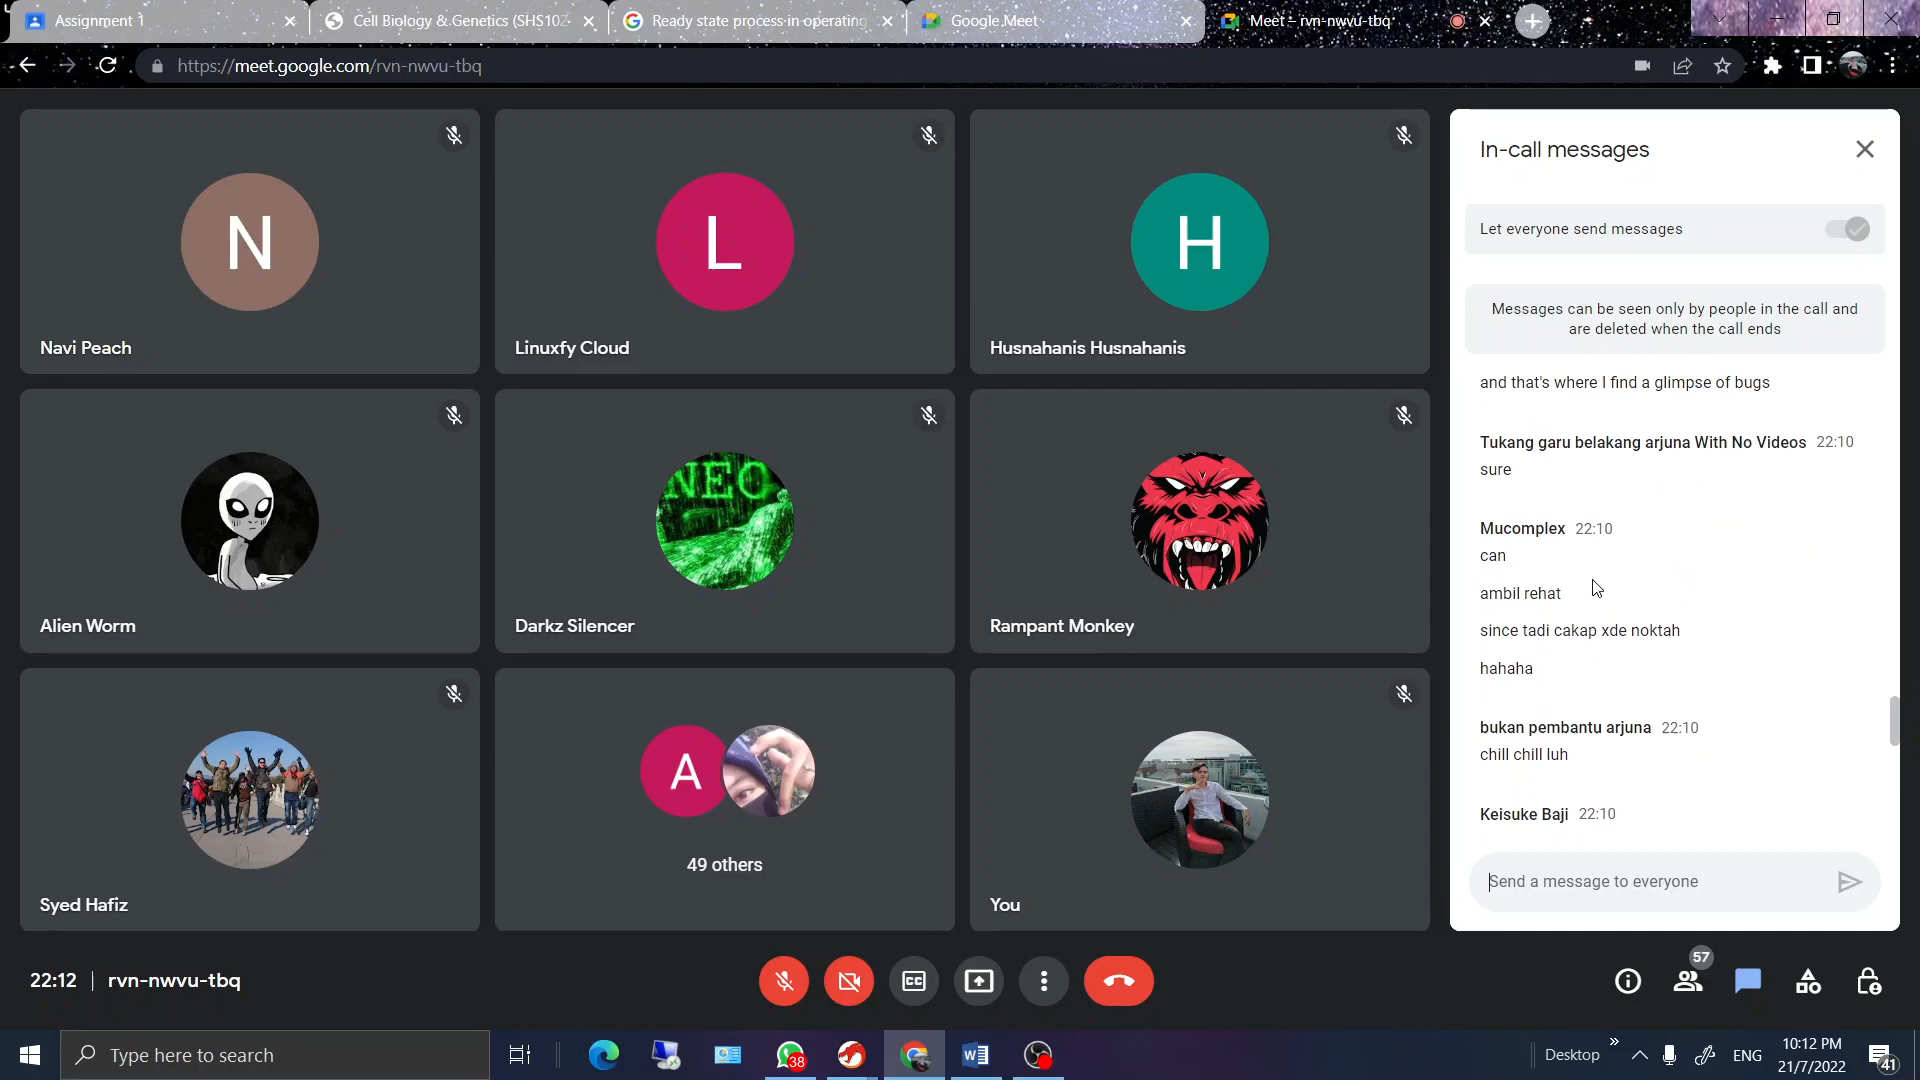 Assignment 1
Cell Biology & Genetics (SHS102
Ready state process in operating
Google Meet
Meet – rvn-nwvu-tbq
https://meet.google.com/rvn-nwvu-tbq
N
Navi Peach
L
Linuxfy Cloud
H
Husnahanis Husnahanis
Alien Worm
NEO
Darkz Silencer
Rampant Monkey
Syed Hafiz
A
49 others
You
In-call messages
Let everyone send messages
Messages can be seen only by people in the call and
are deleted when the call ends
and that's where I find a glimpse of bugs
Tukang garu belakang arjuna With No Videos 22:10
sure
Mucomplex 22:10
can
ambil rehat
since tadi cakap xde noktah
hahaha
bukan pembantu arjuna 22:10
chill chill luh
Keisuke Baji 22:10
Send a message to everyone
22:12 | rvn-nwvu-tbq
CC
57
Type here to search
38
Desktop
ENG
10:12 PM
21/7/2022
41